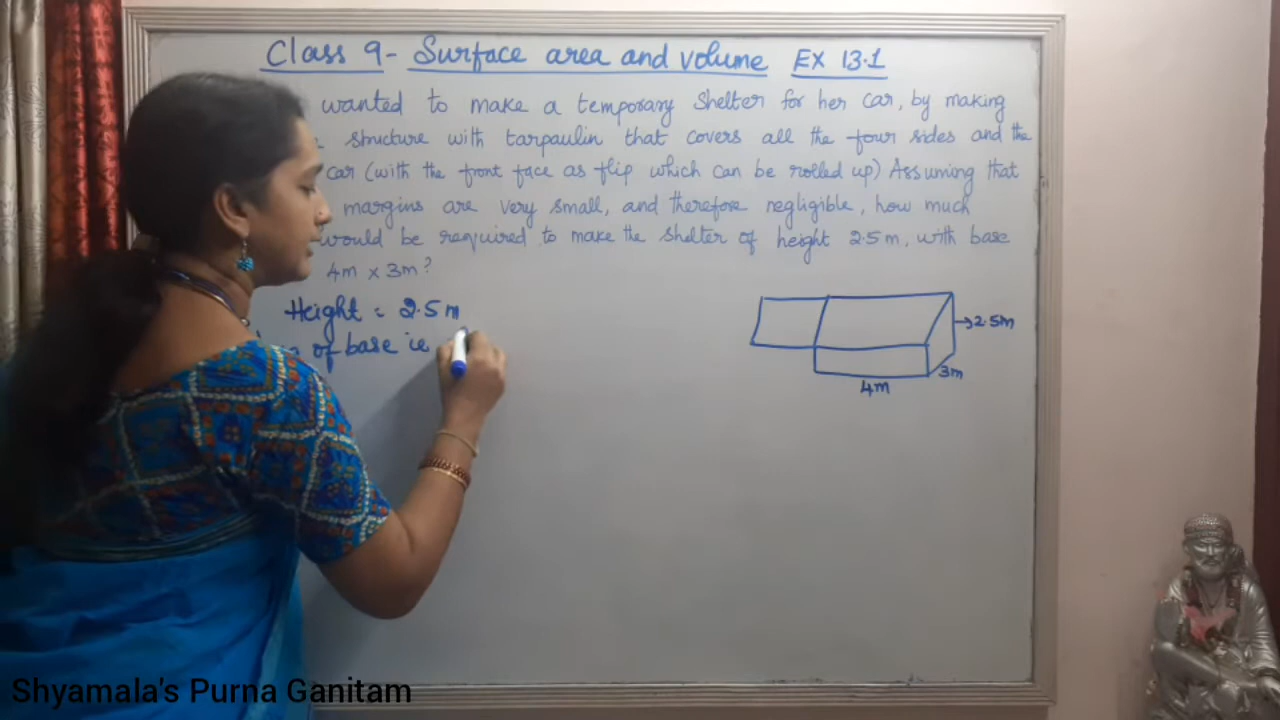 Class 9 - Surface area and volume Ex 13.1
wanted to make a temporary Shelter for her car, by making
structure with tarpaulin that covers all the four sides and the
car (with the front face as flip which can be rolled up) Assuming that
margins are very small, and therefore negligible, how much
would be required to make the shelter of height 2.5m, with base
4m x 3m?
Height = 2.5m
of base ie
2.5m
3m
4m
Shyamala's Purna Ganitam